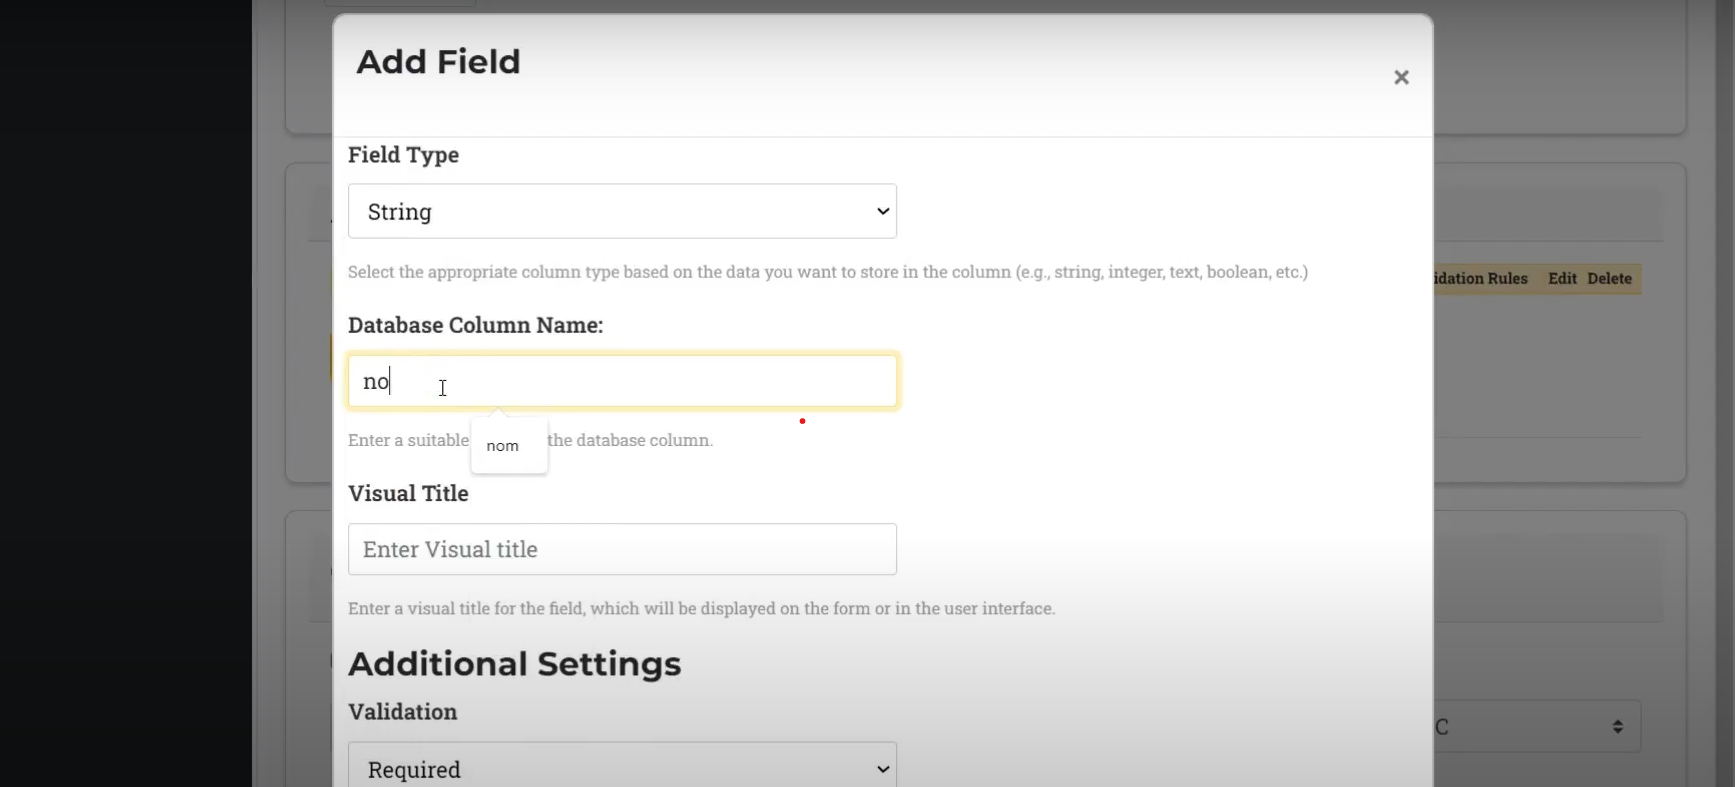 Add Field
×
Field Type
String
Select the appropriate column type based on the data you want to store in the column (e.g., string, integer, text, boolean, etc.)
idation Rules Edit Delete
Database Column Name:
no
nom
Enter a suitable the database column.
Visual Title
Enter Visual title
Enter a visual title for the field, which will be displayed on the form or in the user interface.
Additional Settings
Validation
C
Required